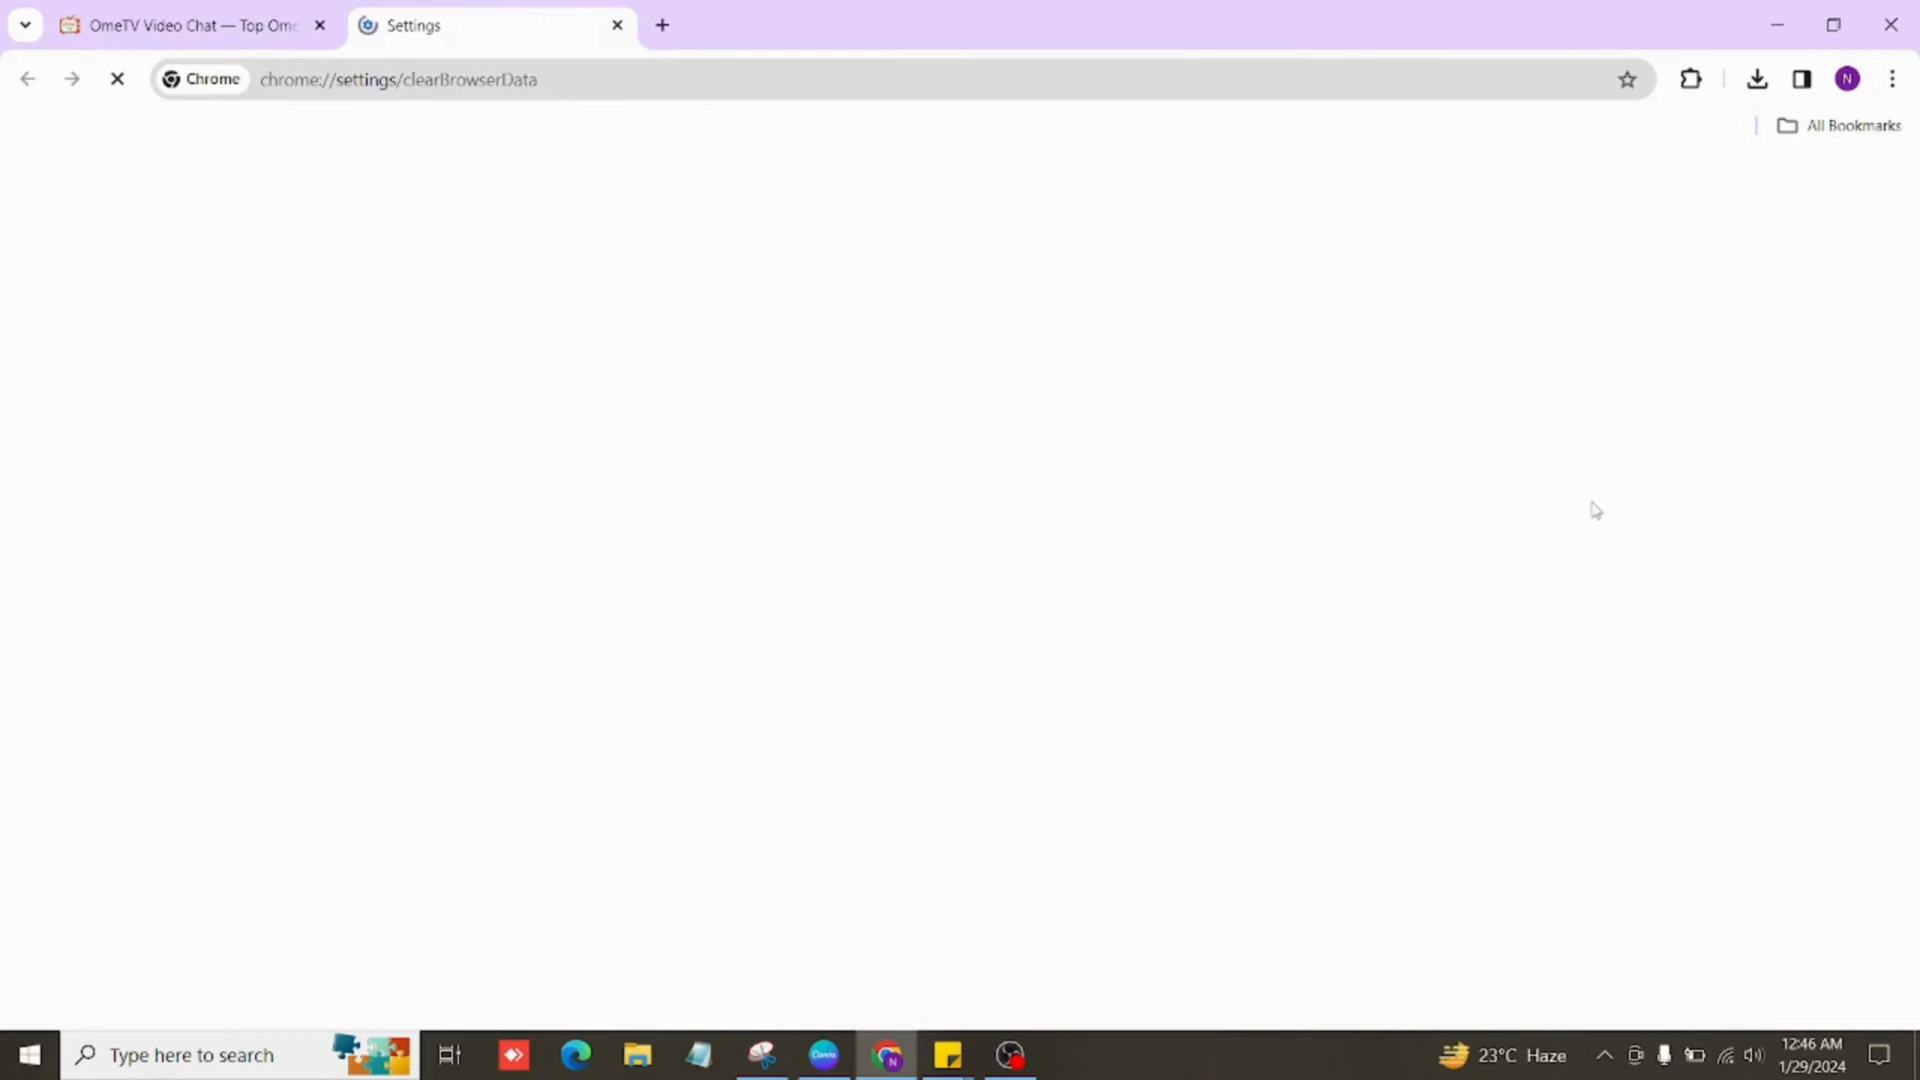 OmeTV Video Chat — Top Ome
Settings
Chrome
chrome://settings/clearBrowserData
N
All Bookmarks
Type here to search
Canva
N
23°C Haze
12:46 AM
1/29/2024